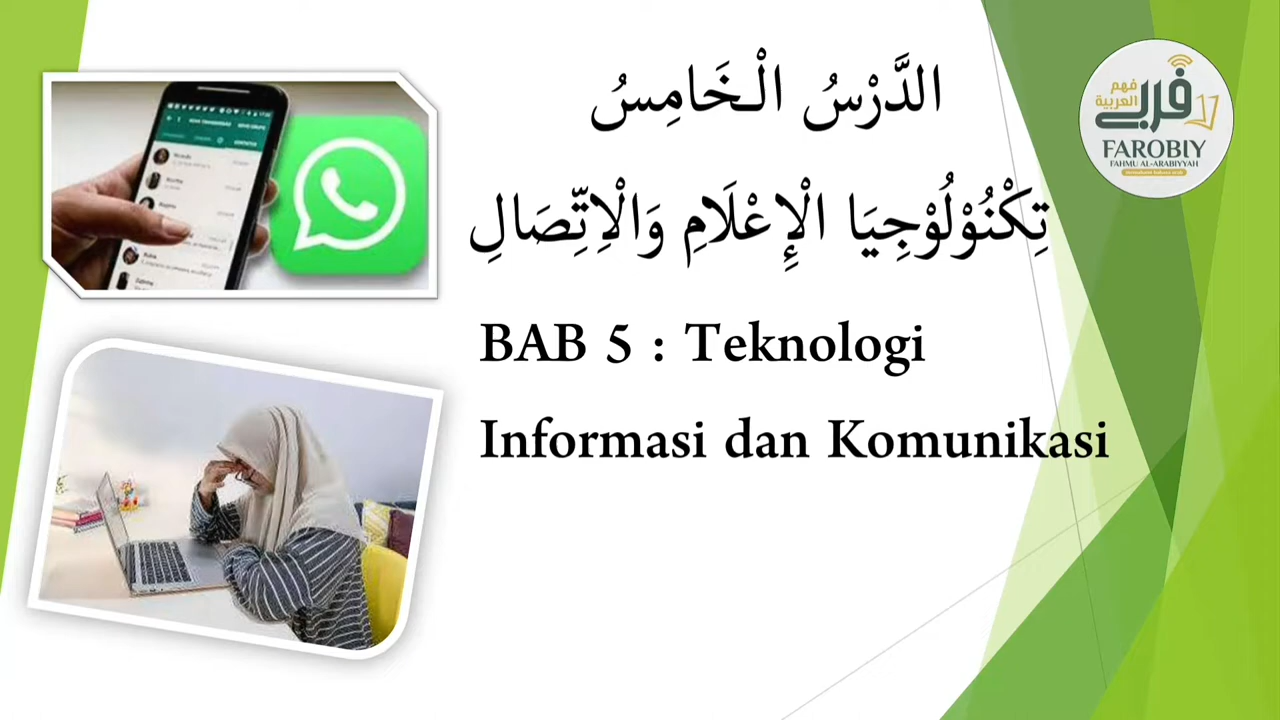 الدَّرْسُ الْخَامِسُ
تِكْنُوْلُوْجِيَا الْإِعْلَامِ وَالْاِتِّصَالِ
BAB 5 : Teknologi
Informasi dan Komunikasi
فهم
العربية
فربي
FAROBIY
FAHMU AL-ARABIYYAH